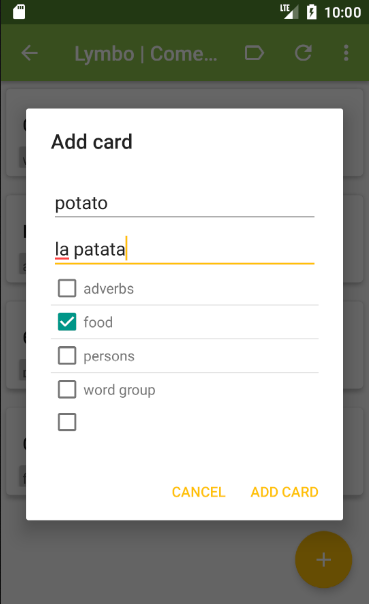 LTE 10:00
Lymbo | Come...
Add card
potato
la patata
adverbs
food
persons
word group
CANCEL ADD CARD